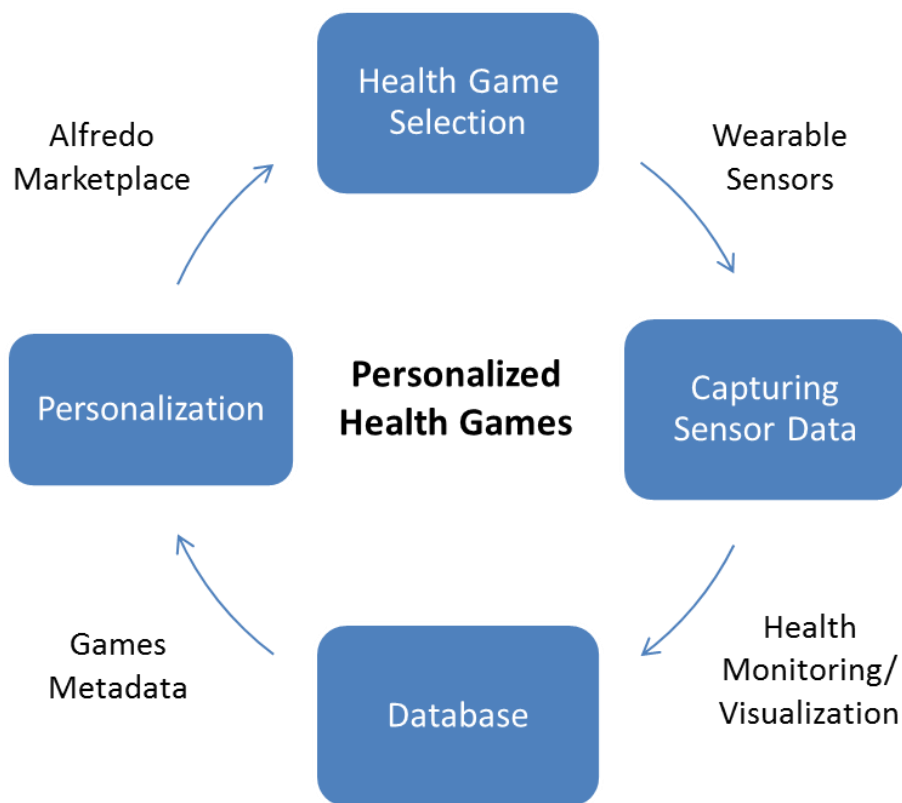 Health Game
Selection
Alfredo
Marketplace
Wearable
Sensors
Personalization
Personalized
Health Games
Capturing
Sensor Data
Games
Metadata
Database
Health
Monitoring/
Visualization